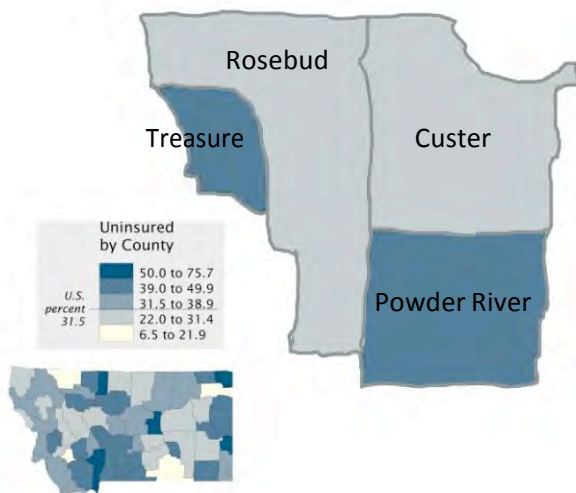 Rosebud
Treasure
Custer
Powder River
Uninsured
by County
50.0 to 75.7
39.0 to 49.9
31.5 to 38.9
22.0 to 31.4
6.5 to 21.9
U.S.
percent
31.5